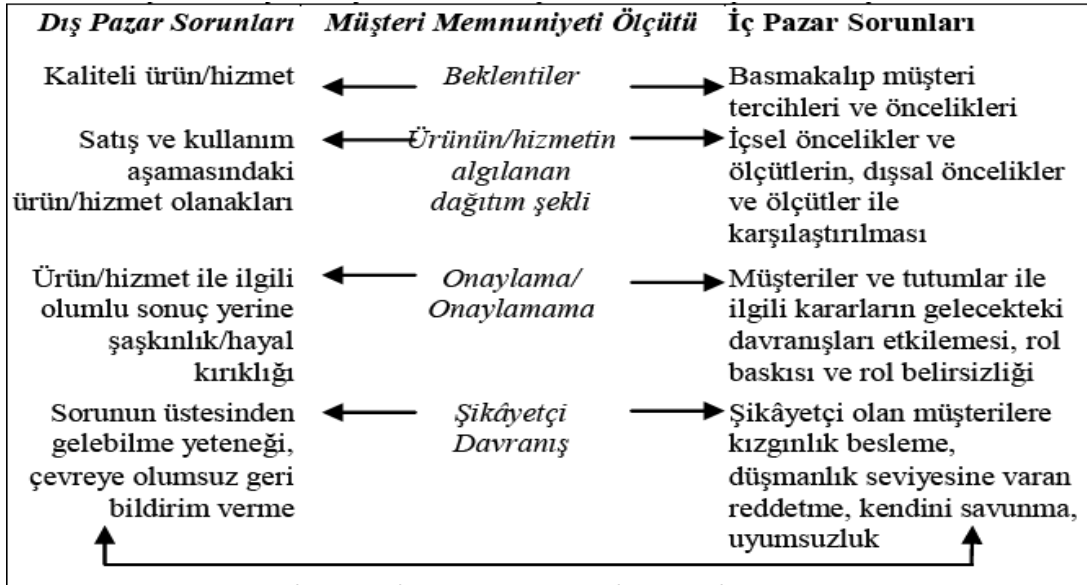 Dış Pazar Sorunları Müşteri Memnuniyeti Ölçütü İç Pazar Sorunları
Kaliteli ürün/hizmet Beklentiler Basmakalıp müşteri
tercihleri ve öncelikleri
Satış ve kullanım Ürünün/hizmetin İçsel öncelikler ve
aşamasındaki algılanan ölçütlerin, dışsal öncelikler
ürün/hizmet olanakları dağıtım şekli ve ölçütler ile
karşılaştırılması
Ürün/hizmet ile ilgili Onaylama/ Müşteriler ve tutumlar ile
olumlu sonuç yerine Onaylamama ilgili kararların gelecekteki
şaşkınlık/hayal davranışları etkilemesi, rol
kırıklığı baskısı ve rol belirsizliği
Sorunun üstesinden Şikâyetçi Şikâyetçi olan müşterilere
gelebilme yeteneği, Davranış kızgınlık besleme,
çevreye olumsuz geri düşmanlık seviyesine varan
bildirim verme reddetme, kendini savunma,
uyumsuzluk